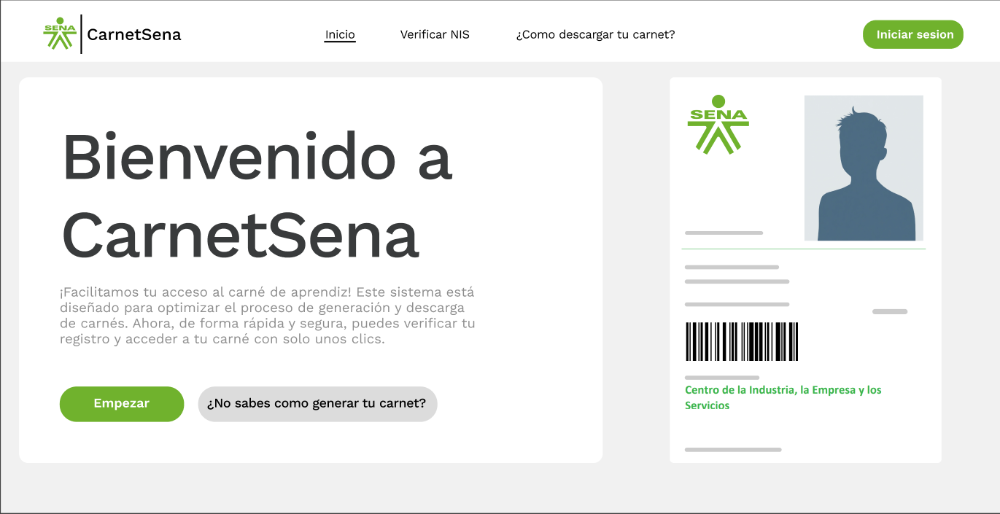 SENA
CarnetSena
Inicio
Verificar NIS
¿Como descargar tu carnet?
Iniciar sesion
Bienvenido a
CarnetSena
¡Facilitamos tu acceso al carné de aprendiz! Este sistema está
diseñado para optimizar el proceso de generación y descarga
de carnés. Ahora, de forma rápida y segura, puedes verificar tu
registro y acceder a tu carné con solo unos clics.
Empezar
¿No sabes como generar tu carnet?
SENA
Centro de la Industria, la Empresa y los
Servicios